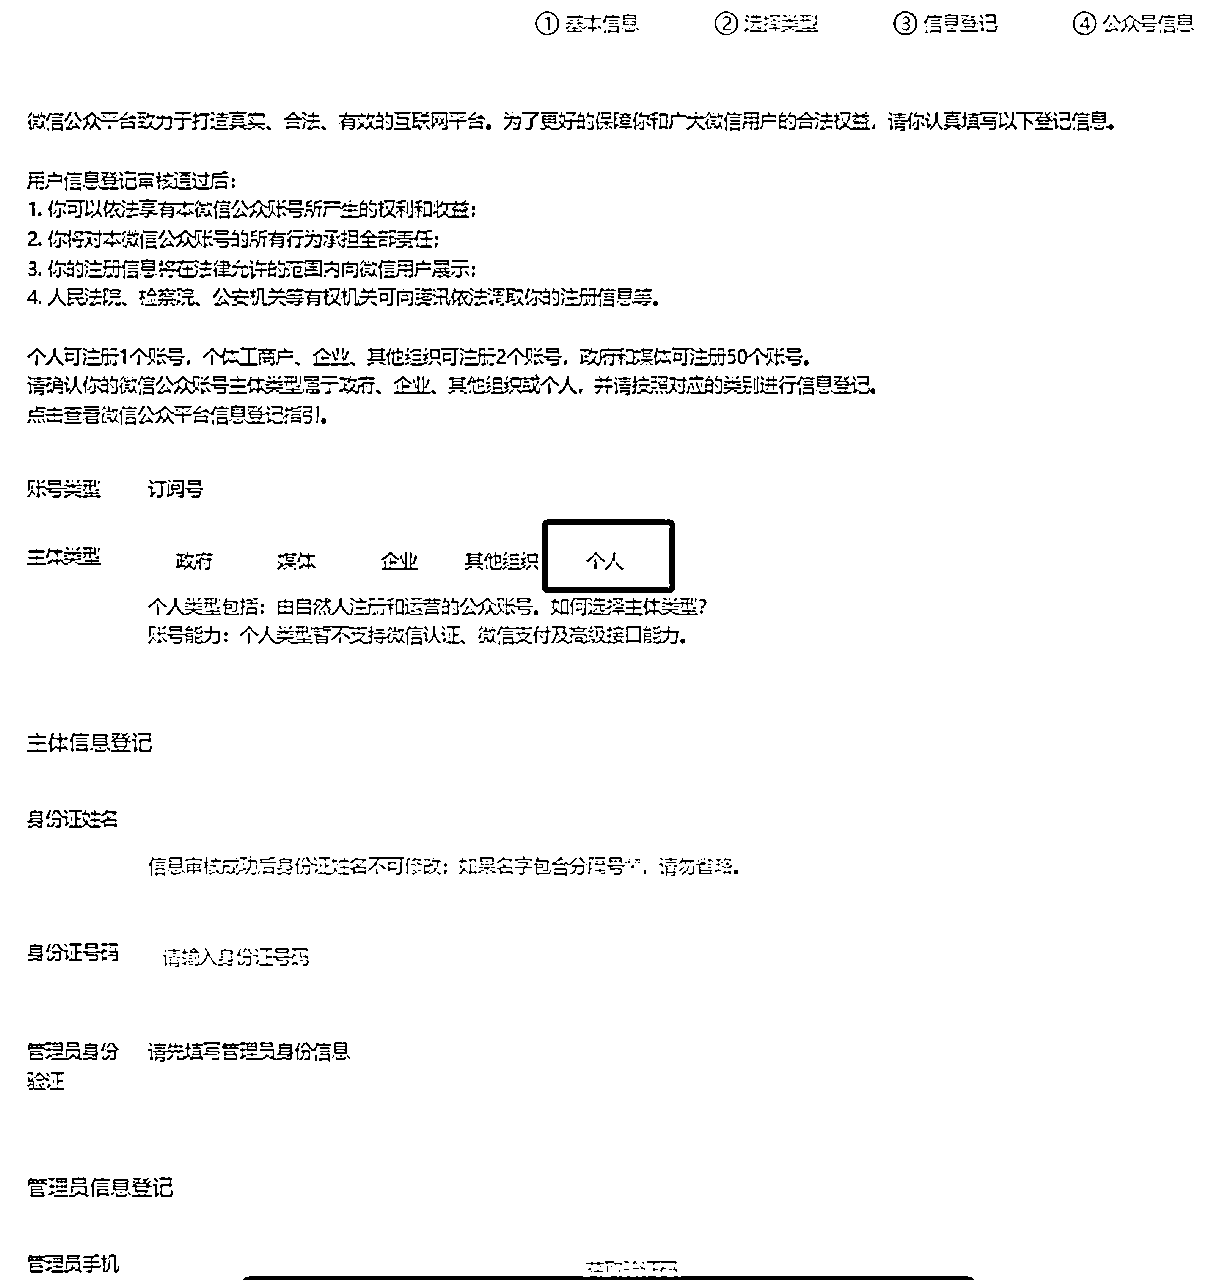 ① 基本信息 ② 选择类型 ③ 信息登记 ④ 公众号信息
微信公众平台致力于打造真实、合法、有效的互联网平台。为了更好的保障你和广大微信用户的合法权益，请你认真填写以下登记信息。
用户信息登记审核通过后：
1. 你可以依法享有本微信公众账号所产生的权利和收益；
2. 你将对本微信公众账号的所有行为承担全部责任；
3. 你的注册信息将在法律允许的范围内向微信用户展示；
4. 人民法院、检察院、公安机关等有权机关可向腾讯依法调取你的注册信息等。
个人可注册1个账号，个体工商户、企业、其他组织可注册2个账号，政府和媒体可注册50个账号。
请确认你的微信公众账号主体类型属于政府、企业、其他组织或个人，并请按照对应的类别进行信息登记。
点击查看微信公众平台信息登记指引。
账号类型 订阅号
主体类型 政府 媒体 企业 其他组织 个人
个人类型包括：由自然人注册和运营的公众账号。如何选择主体类型？
账号能力：个人类型暂不支持微信认证、微信支付及高级接口能力。
主体信息登记
身份证姓名
信息审核成功后身份证姓名不可修改；如果名字包含分隔号“·”，请勿省略。
身份证号码 请输入身份证号码
管理员身份 请先填写管理员身份信息
验证
管理员信息登记
管理员手机 获取验证码